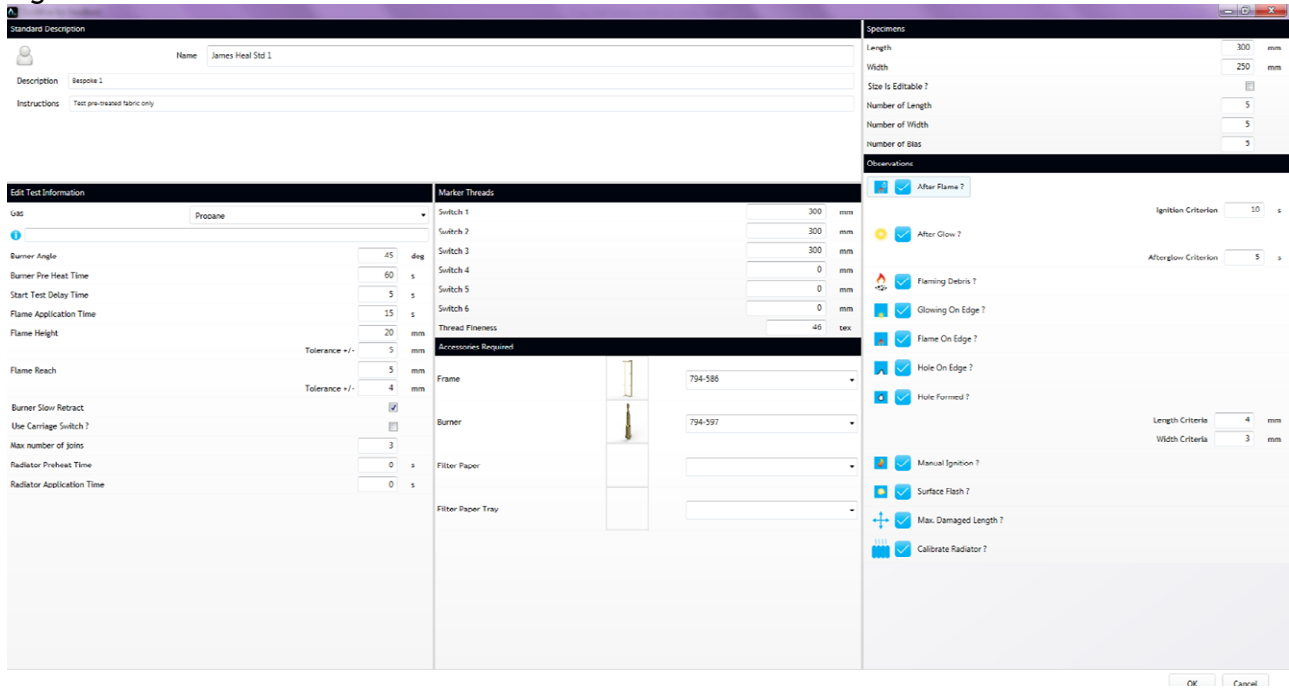 Standard Description
Name James Heal Std 1
Description Bespoke 1
Instructions Test pre-treated fabric only
Edit Test Information
Gas Propane
Burner Angle 45 deg
Burner Pre Heat Time 60 s
Start Test Delay Time 5 s
Flame Application Time 15 s
Flame Height 20 mm
Tolerance +/- 5 mm
Flame Reach 5 mm
Tolerance +/- 4 mm
Burner Slow Retract
Use Carriage Switch ?
Max number of joins 3
Radiator Preheat Time 0 s
Radiator Application Time 0 s
Marker Threads
Switch 1 300 mm
Switch 2 300 mm
Switch 3 300 mm
Switch 4 0 mm
Switch 5 0 mm
Switch 6 0 mm
Thread Fineness 46 tex
Accessories Required
Frame 794-586
Burner 794-597
Filter Paper
Filter Paper Tray
Specimens
Length 300 mm
Width 250 mm
Size Is Editable ?
Number of Length 5
Number of Width 5
Number of Bias 5
Observations
After Flame ?
Ignition Criterion 10 s
After Glow ?
Afterglow Criterion 5 s
Flaming Debris ?
Glowing On Edge ?
Flame On Edge ?
Hole On Edge ?
Hole Formed ?
Length Criteria 4 mm
Width Criteria 3 mm
Manual Ignition ?
Surface Flash ?
Max. Damaged Length ?
Calibrate Radiator ?
OK Cancel